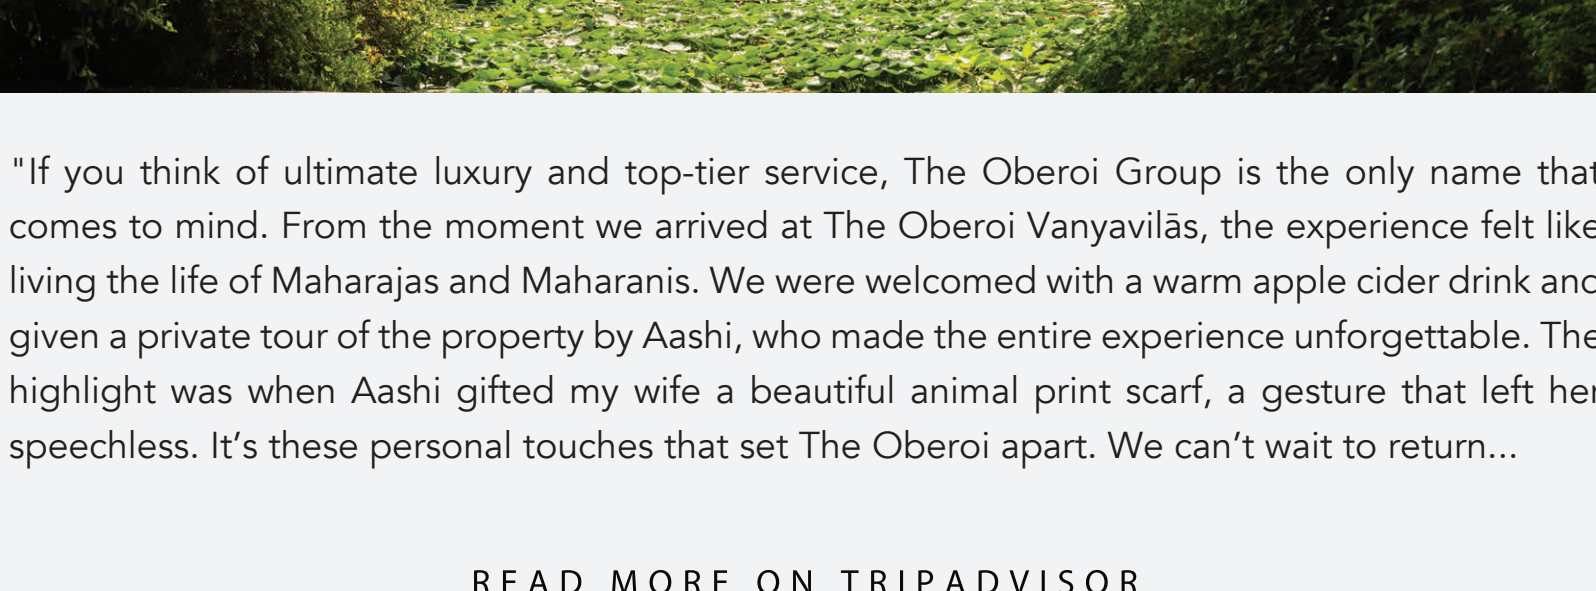 "If you think of ultimate luxury and top-tier service, The Oberoi Group is the only name that
comes to mind. From the moment we arrived at The Oberoi Vanyavilās, the experience felt like
living the life of Maharajas and Maharanis. We were welcomed with a warm apple cider drink and
given a private tour of the property by Aashi, who made the entire experience unforgettable. The
highlight was when Aashi gifted my wife a beautiful animal print scarf, a gesture that left her
speechless. It’s these personal touches that set The Oberoi apart. We can’t wait to return...
READ MORE ON TRIPADVISOR